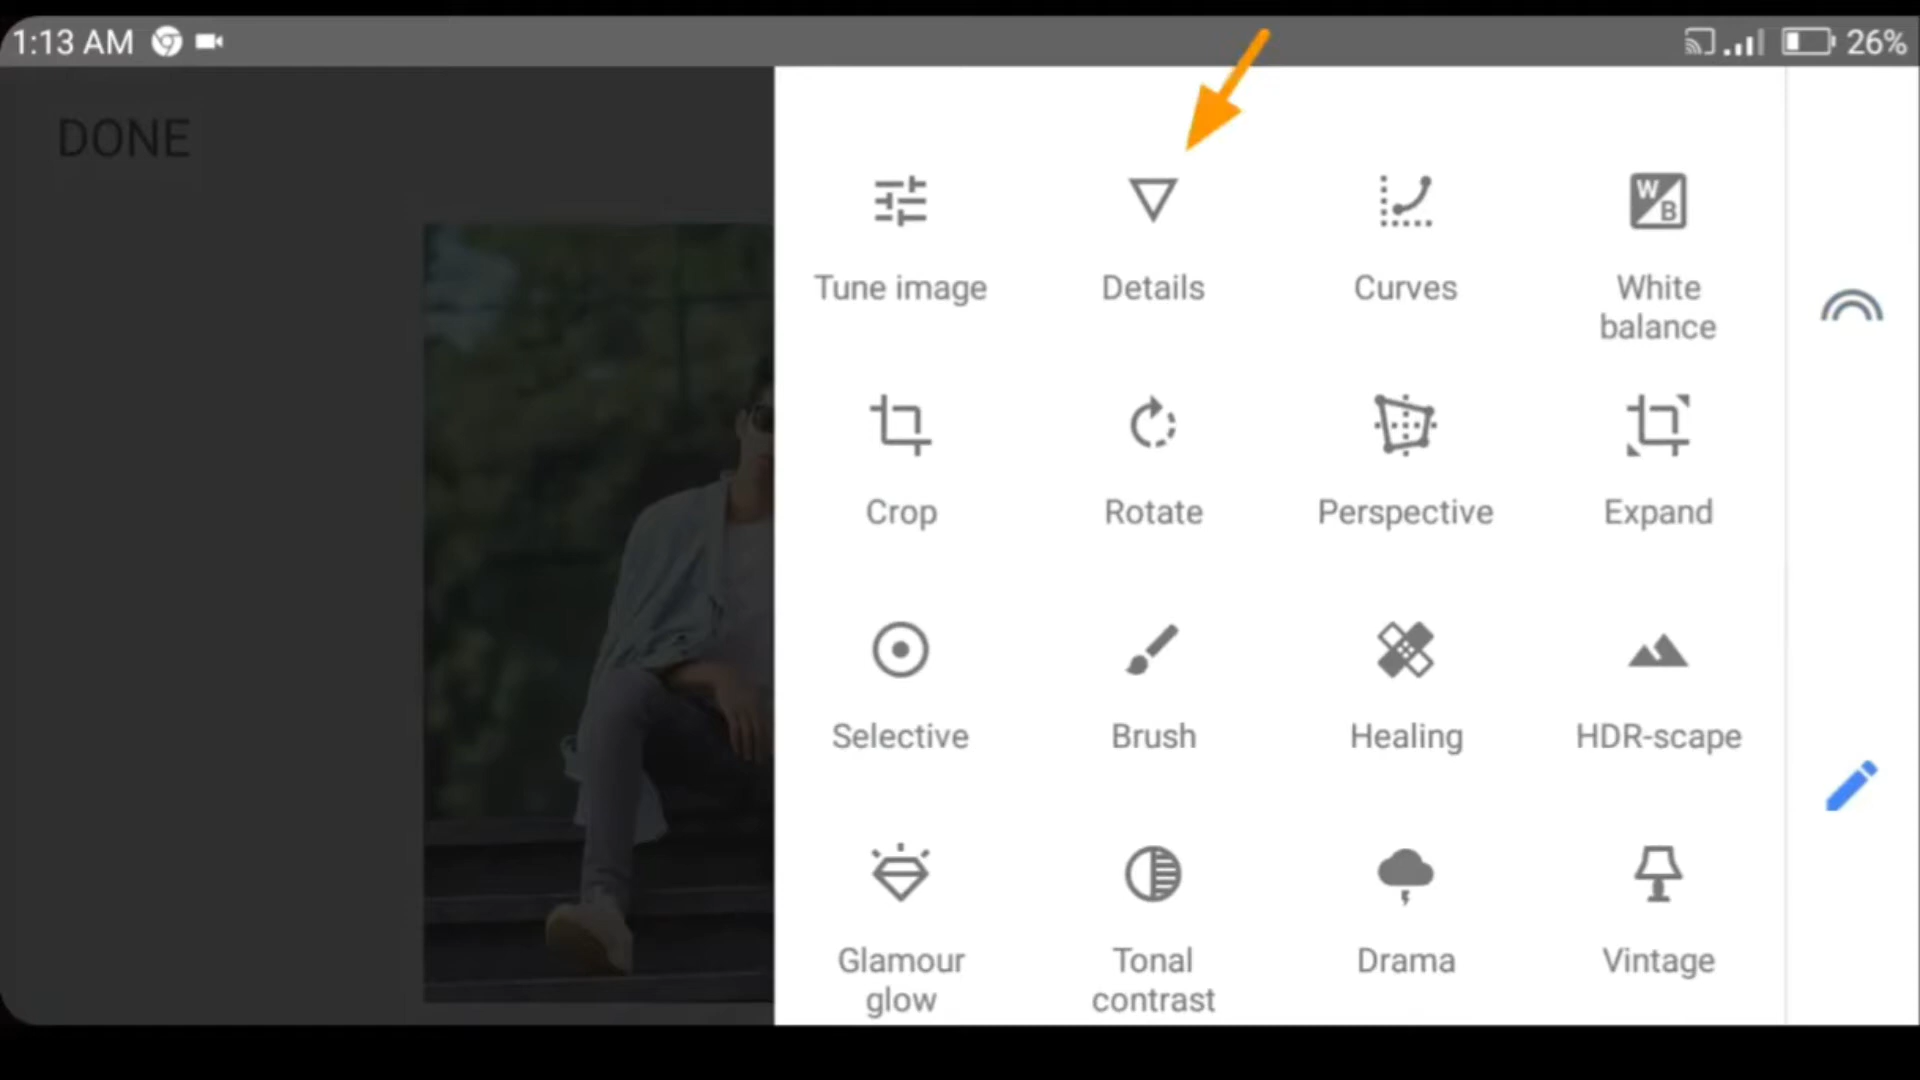 1:13 AM
26%
DONE
Tune image
Details
Curves
W
B
White
balance
Crop
Rotate
Perspective
Expand
Selective
Brush
Healing
HDR-scape
Glamour
glow
Tonal
contrast
Drama
Vintage